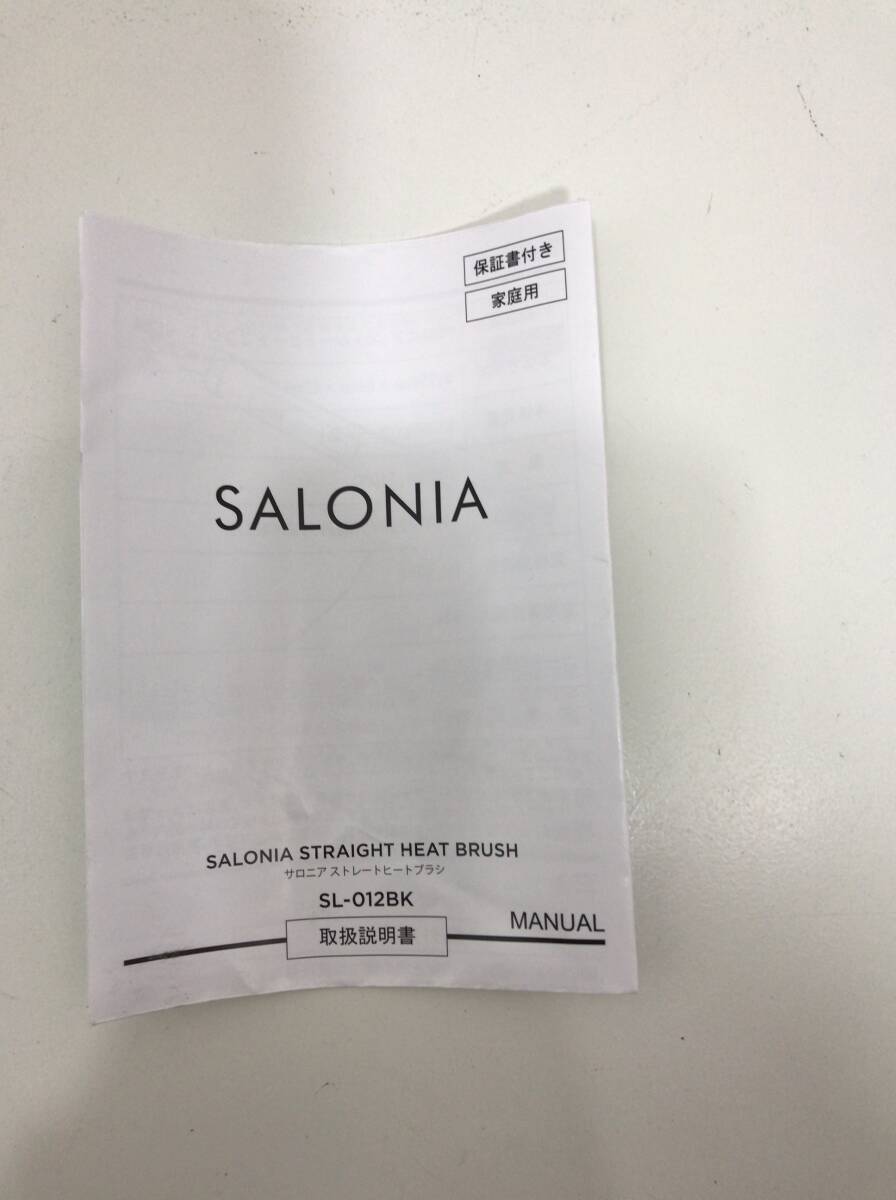 保証書付き
家庭用
SALONIA
SALONIA STRAIGHT HEAT BRUSH
サロニア ストレートヒートブラシ
SL-012BK
取扱説明書
MANUAL